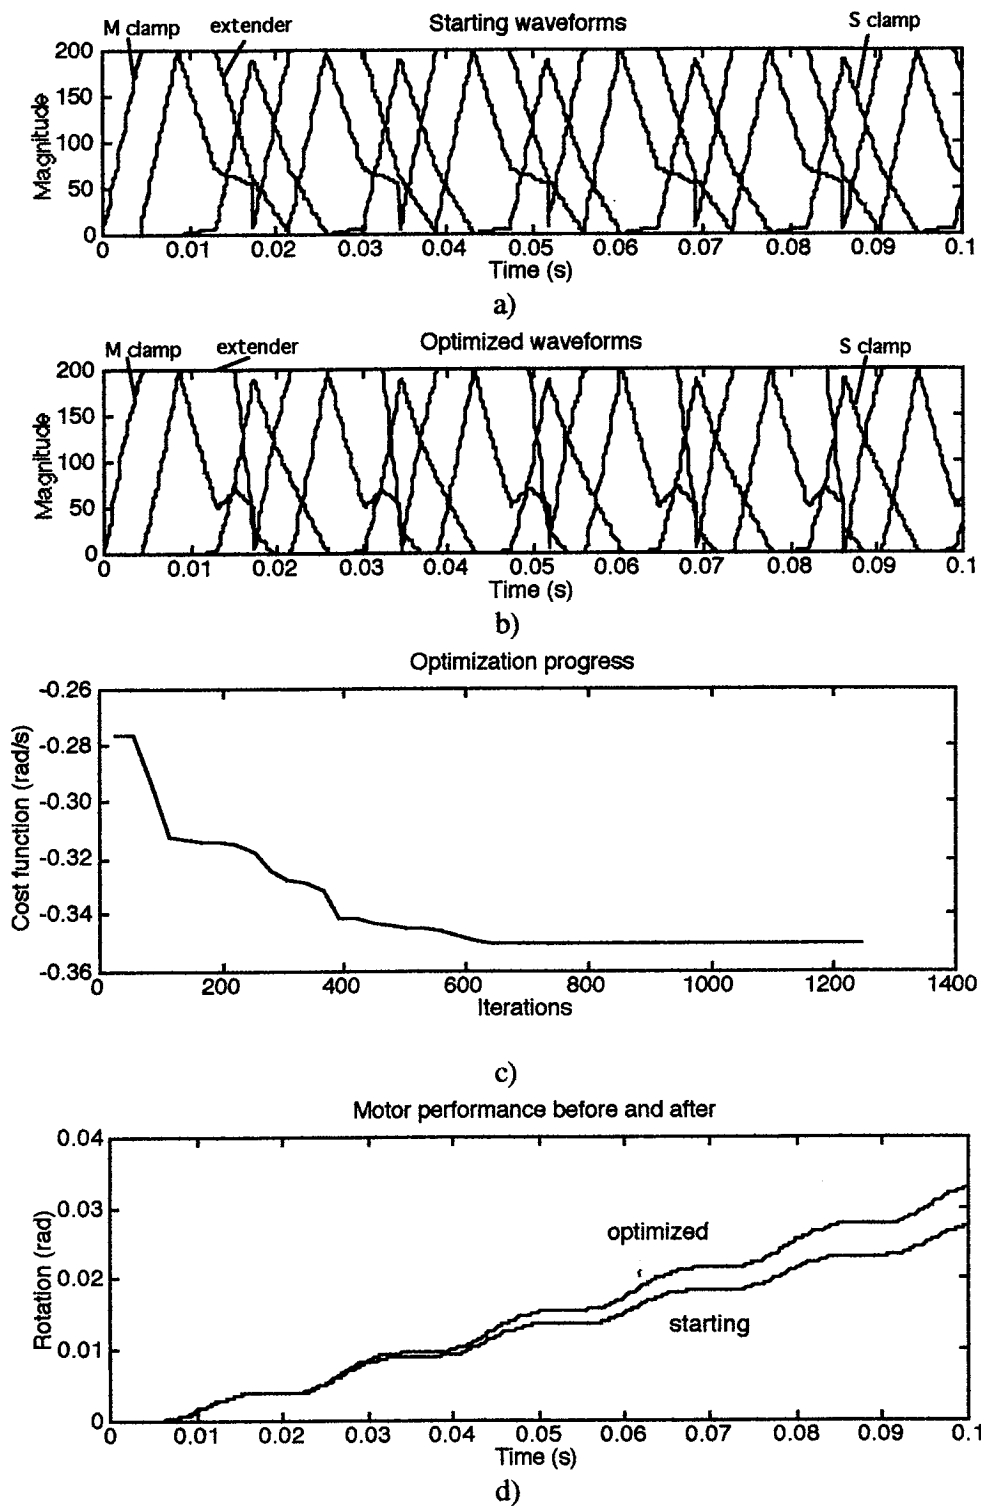 Starting waveforms
M clamp
extender
S clamp
200
150
100
50
0
Magnitude
0 0.01 0.02 0.03 0.04 0.05 0.06 0.07 0.08 0.09 0.1
Time (s)
a)
Optimized waveforms
M clamp
extender
S clamp
200
150
100
50
0
Magnitude
0 0.01 0.02 0.03 0.04 0.05 0.06 0.07 0.08 0.09 0.1
Time (s)
b)
Optimization progress
-0.26
-0.28
-0.30
-0.32
-0.34
-0.36
Cost function (rad/s)
0 200 400 600 800 1000 1200 1400
Iterations
c)
Motor performance before and after
0.04
0.03
0.02
0.01
0
Rotation (rad)
optimized
starting
0 0.01 0.02 0.03 0.04 0.05 0.06 0.07 0.08 0.09 0.1
Time (s)
d)